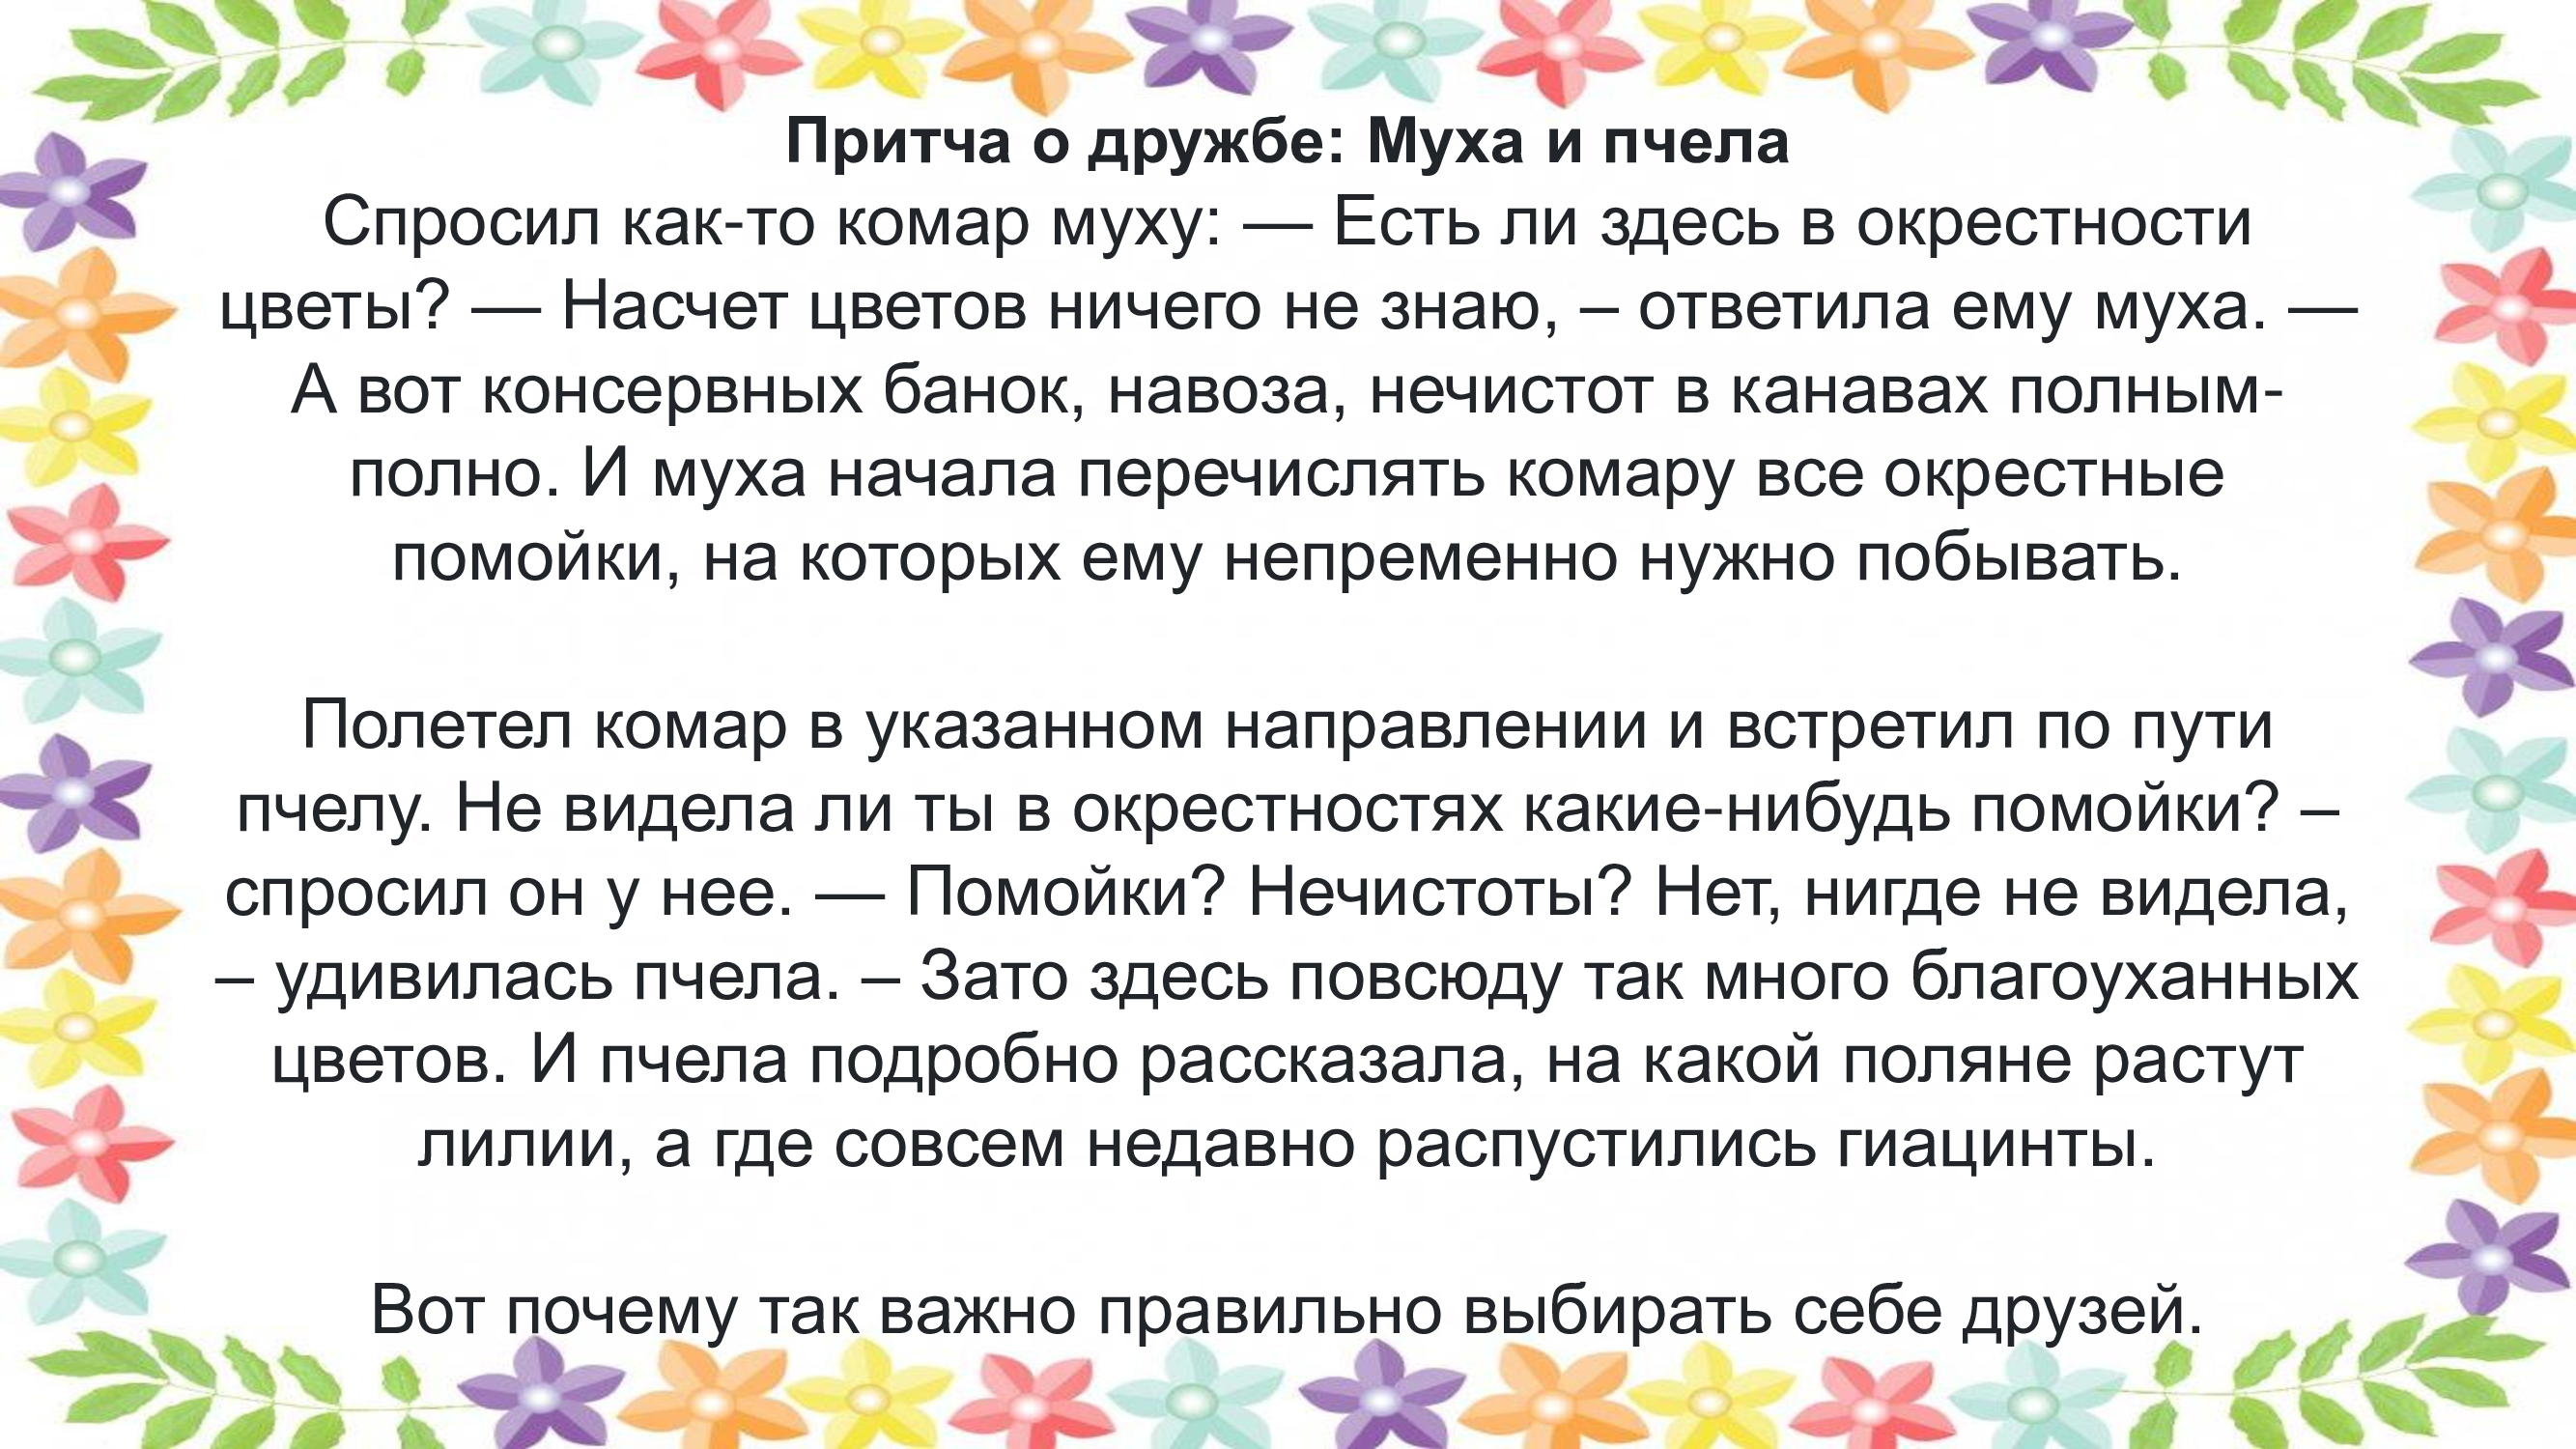 Притча о дружбе: Муха и пчела
Спросил как-то комар муху: — Есть ли здесь в окрестности
цветы? — Насчет цветов ничего не знаю, – ответила ему муха. —
А вот консервных банок, навоза, нечистот в канавах полным-
полно. И муха начала перечислять комару все окрестные
помойки, на которых ему непременно нужно побывать.
Полетел комар в указанном направлении и встретил по пути
пчелу. Не видела ли ты в окрестностях какие-нибудь помойки? –
спросил он у нее. — Помойки? Нечистоты? Нет, нигде не видела,
– удивилась пчела. – Зато здесь повсюду так много благоуханных
цветов. И пчела подробно рассказала, на какой поляне растут
лилии, а где совсем недавно распустились гиацинты.
Вот почему так важно правильно выбирать себе друзей.